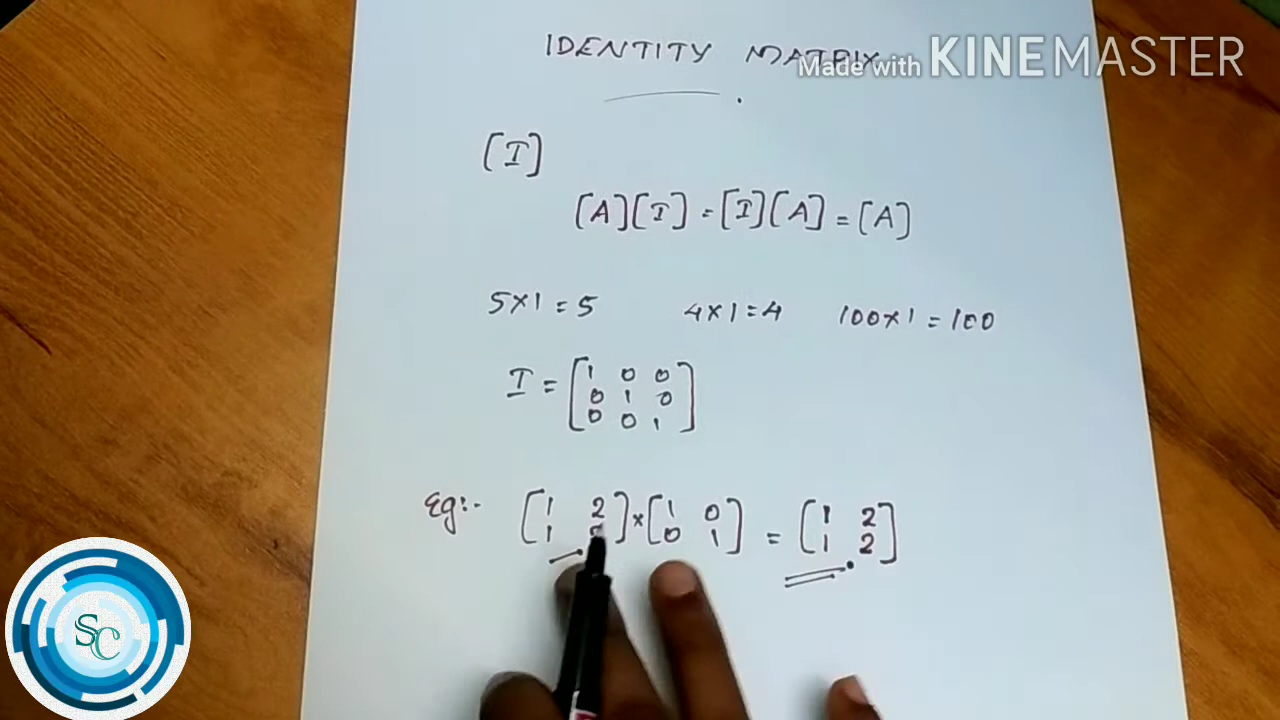 IDENTITY MATRIX
Made with KINEMASTER
[I]
[A][I] = [I][A] = [A]
5×1 = 5 4×1=4 100×1 = 100
I = [1 0 0
0 1 0
0 0 1]
Eg:- [1 2 ] × [1 0 ] = [1 2
1 0 1 1 2]
SC